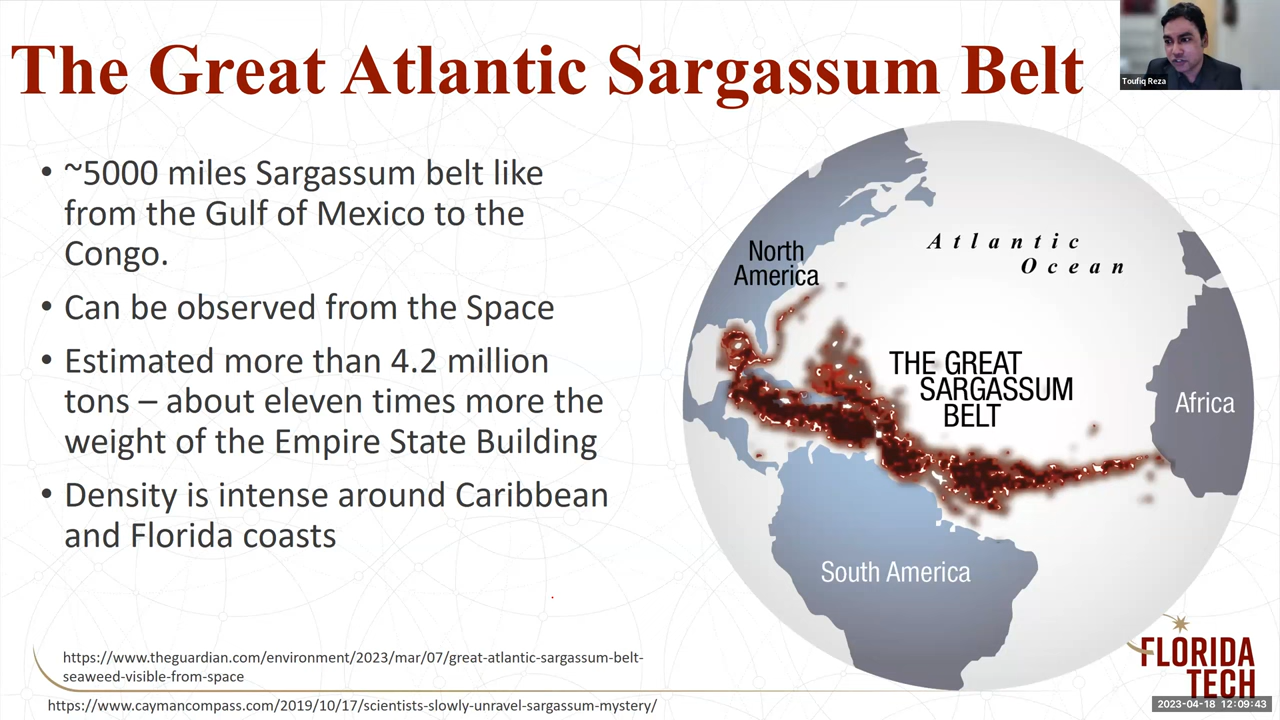 The Great Atlantic Sargassum Belt
Toufiq Reza
• ~5000 miles Sargassum belt like
from the Gulf of Mexico to the
Congo.
• Can be observed from the Space
• Estimated more than 4.2 million
tons – about eleven times more the
weight of the Empire State Building
• Density is intense around Caribbean
and Florida coasts
Atlantic
Ocean
North
America
THE GREAT
SARGASSUM
BELT
Africa
South America
https://www.theguardian.com/environment/2023/mar/07/great-atlantic-sargassum-belt-
seaweed-visible-from-space
https://www.caymancompass.com/2019/10/17/scientists-slowly-unravel-sargassum-mystery/
FLORIDA
TECH
2023-04-18 12:09:43